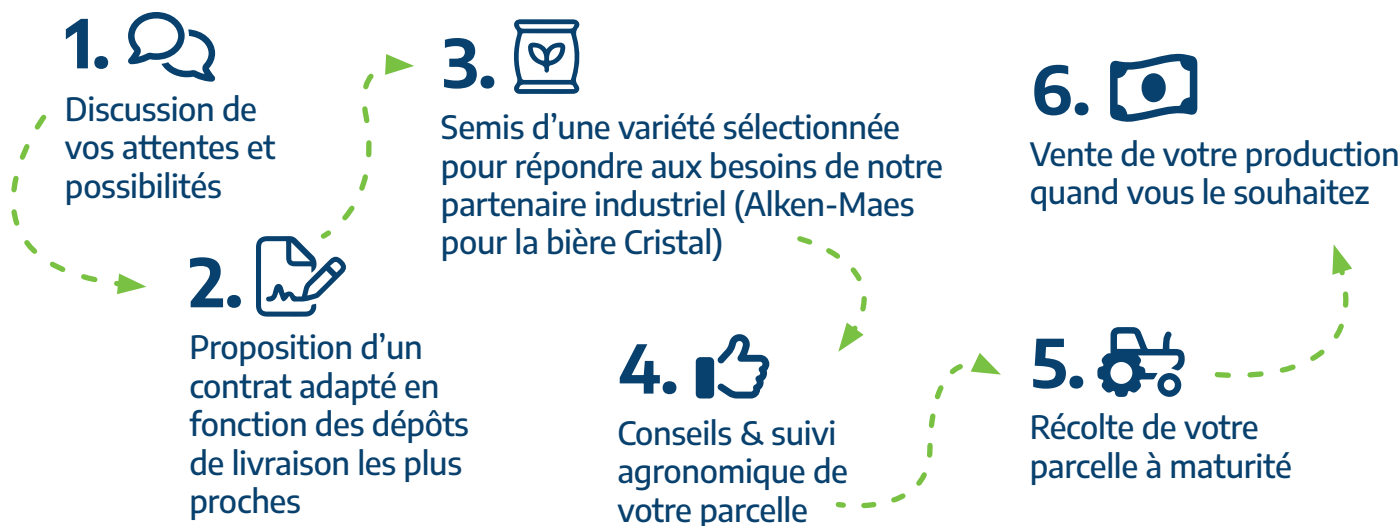 1.
Discussion de
vos attentes et
possibilités
2.
Proposition d’un
contrat adapté en
fonction des dépôts
de livraison les plus
proches
3.
Semis d’une variété sélectionnée
pour répondre aux besoins de notre
partenaire industriel (Alken-Maes
pour la bière Cristal)
4.
Conseils & suivi
agronomique de
votre parcelle
5.
Récolte de votre
parcelle à maturité
6.
Vente de votre production
quand vous le souhaitez